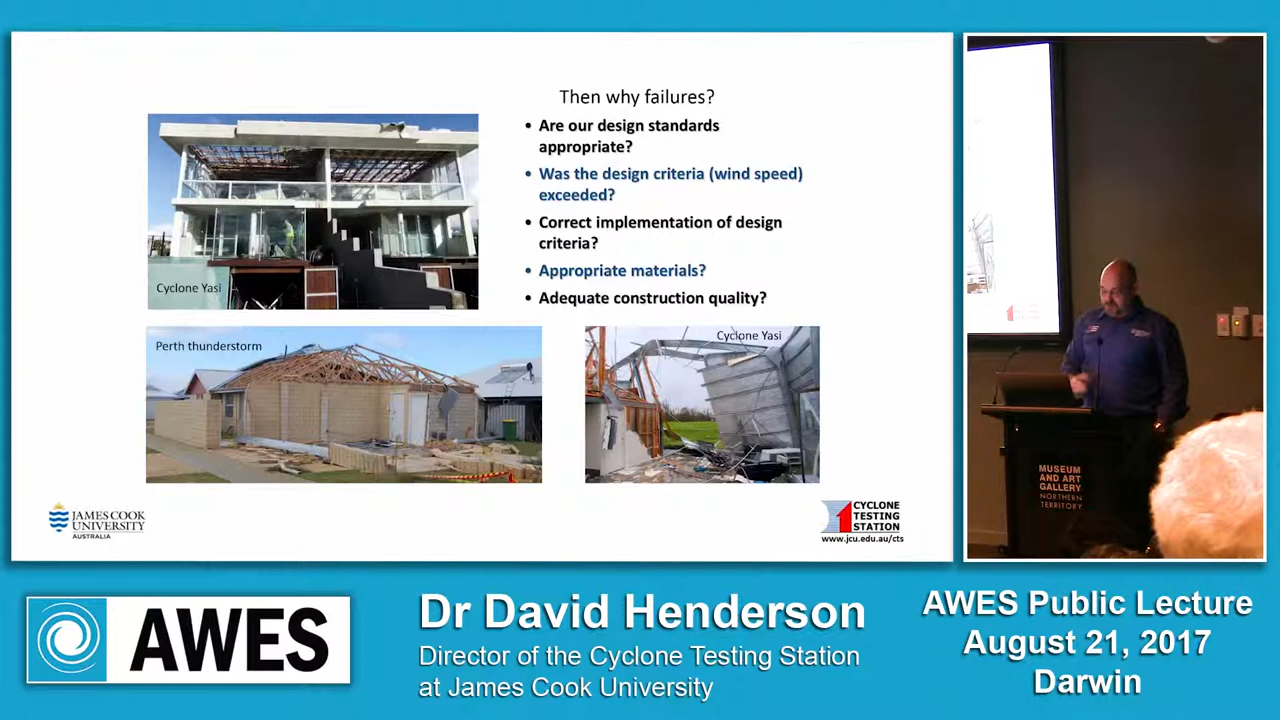 Then why failures?
• Are our design standards
appropriate?
• Was the design criteria (wind speed)
exceeded?
• Correct implementation of design
criteria?
• Appropriate materials?
• Adequate construction quality?
Cyclone Yasi
Perth thunderstorm
Cyclone Yasi
JAMES COOK
UNIVERSITY
AUSTRALIA
CYCLONE
TESTING
STATION
www.jcu.edu.au/cts
MUSEUM
AND ART
GALLERY
NORTHERN
TERRITORY
AWES
Dr David Henderson
Director of the Cyclone Testing Station
at James Cook University
AWES Public Lecture
August 21, 2017
Darwin